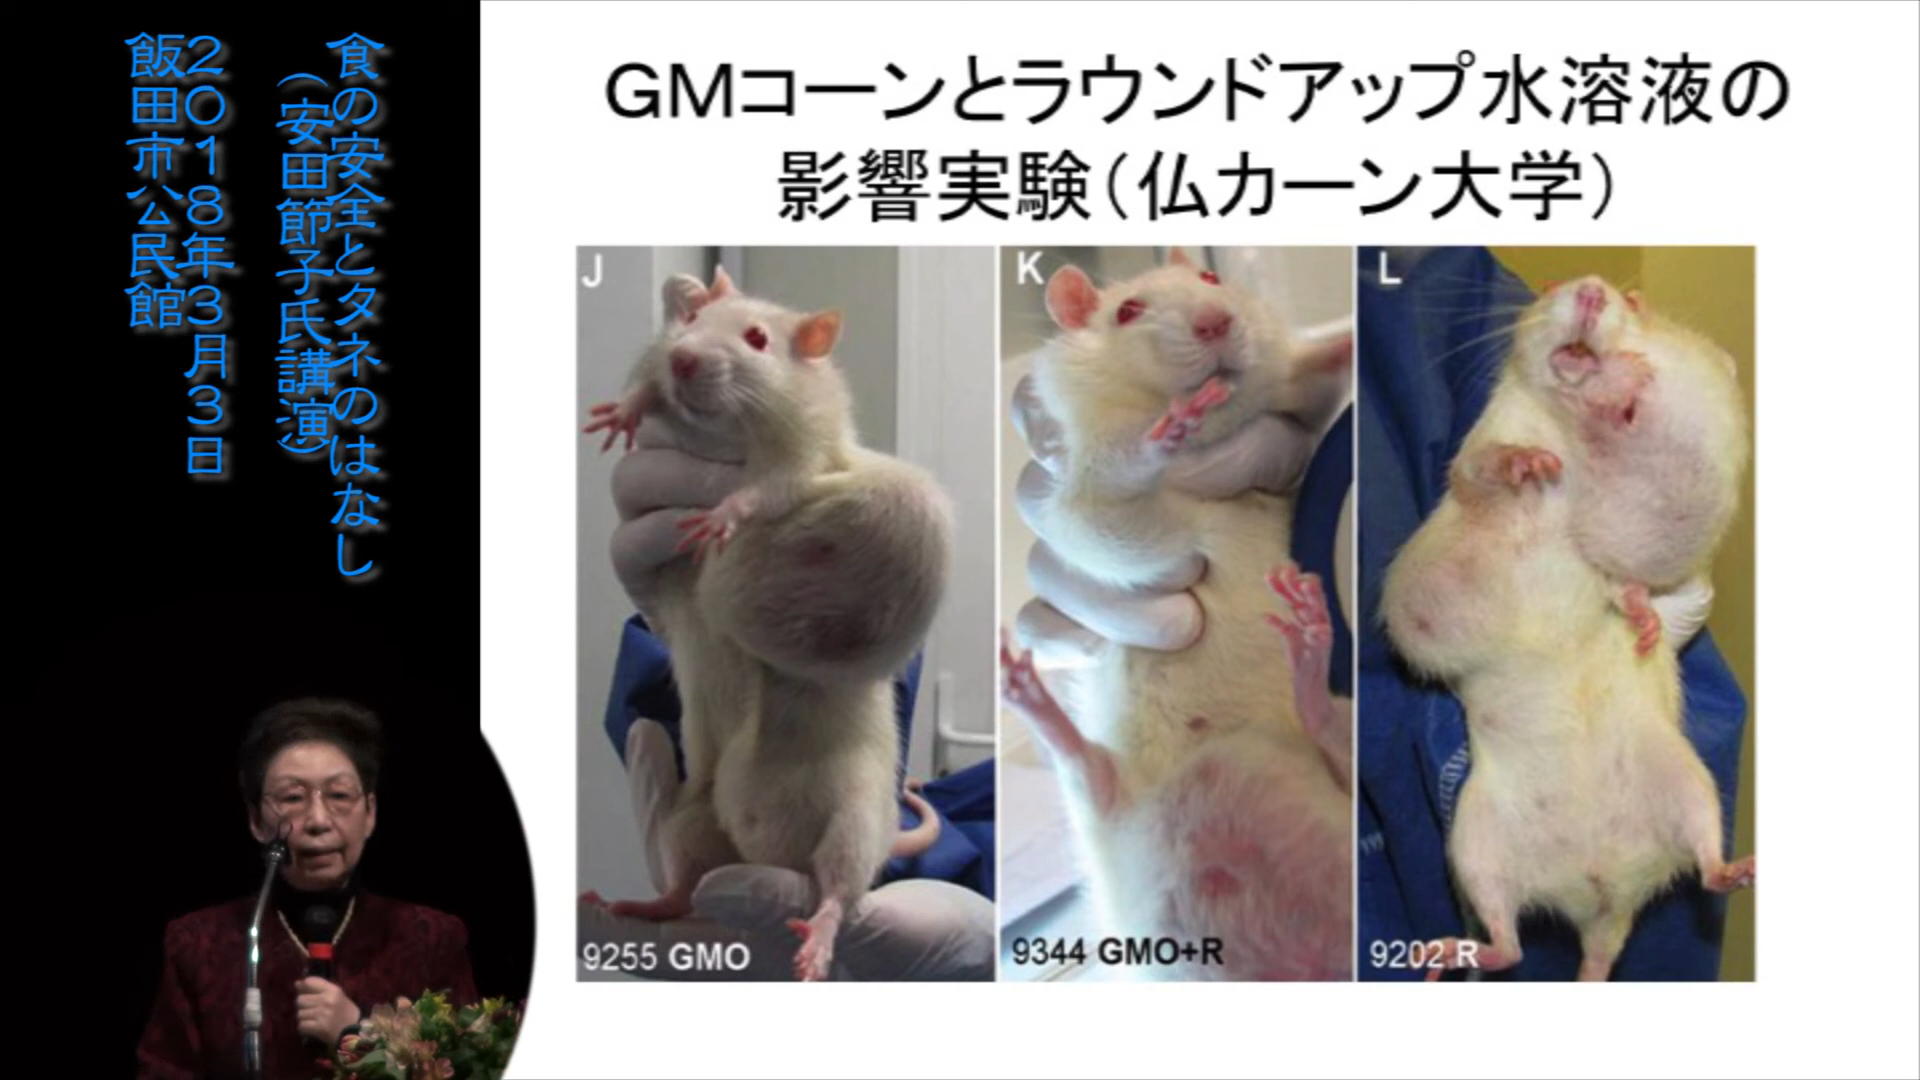 食の安全とタネのはなし
（安田節子氏講演）
２０１８年３月３日
飯田市公民館
GMコーンとラウンドアップ水溶液の
影響実験（仏カーン大学）
J
K
L
9255 GMO
9344 GMO+R
9202 R